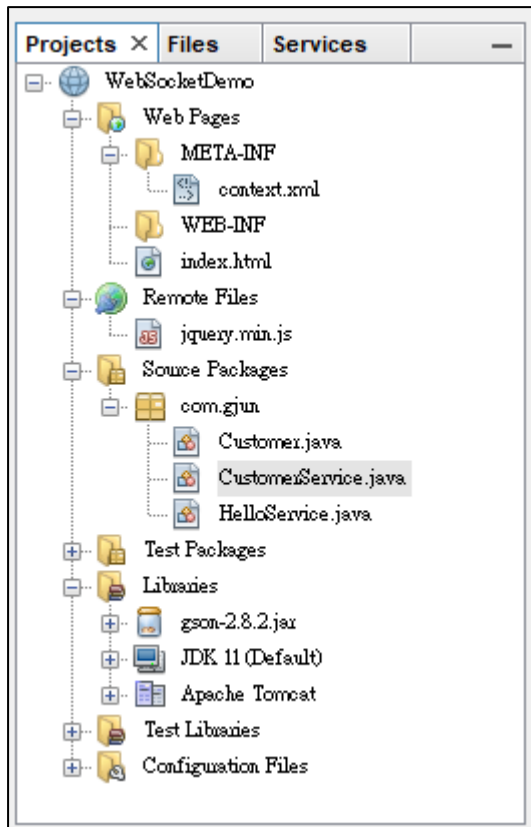 Projects Files Services
WebSocketDemo
Web Pages
META-INF
context.xml
WEB-INF
index.html
Remote Files
jquery.min.js
Source Packages
com.gjun
Customer.java
CustomerService.java
HelloService.java
Test Packages
Libraries
gson-2.8.2.jar
JDK 11 (Default)
Apache Tomcat
Test Libraries
Configuration Files